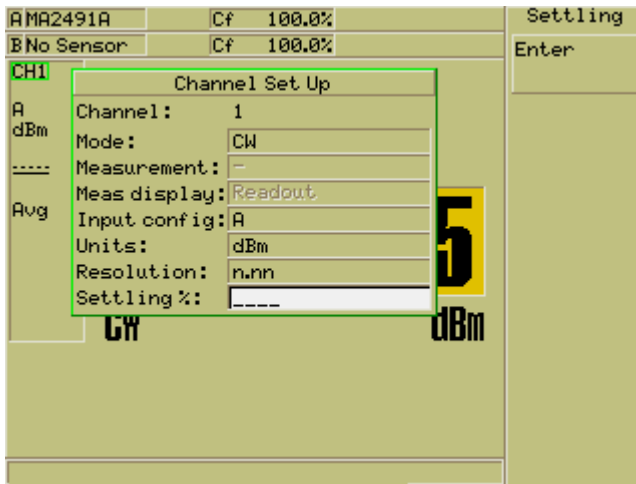 A MA2491A Cf 100.0% Settling
B No Sensor Cf 100.0% Enter
CH1
Channel Set Up
A
dBm
-----
Avg
Channel: 1
Mode: CW
Measurement: -
Meas display: Readout
Input config: A
Units: dBm
Resolution: n.nn
Settling %: ____
5
CW dBm